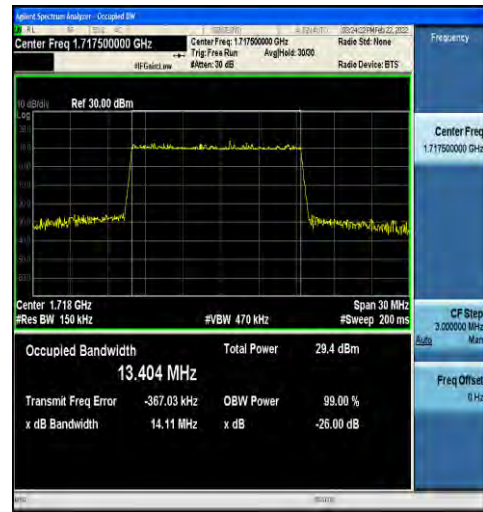 Agilent Spectrum Analyzer - Occupied BW
RL
Center Freq 1.717500000 GHz
#IFGain:Low
Center Freq: 1.717500000 GHz
Trig: Free Run Avg|Hold: 30/30
#Atten: 30 dB
Radio Std: None
Radio Device: BTS
10 dB/div Ref 30.00 dBm
Log
Center 1.718 GHz
Span 30 MHz
#Res BW 150 kHz
#VBW 470 kHz
#Sweep 200 ms
Occupied Bandwidth
13.404 MHz
Total Power 29.4 dBm
Transmit Freq Error -367.03 kHz
OBW Power 99.00 %
x dB Bandwidth 14.11 MHz
x dB -26.00 dB
Frequency
Center Freq
1.717500000 GHz
CF Step
3.000000 MHz
Auto Man
Freq Offset
0 Hz